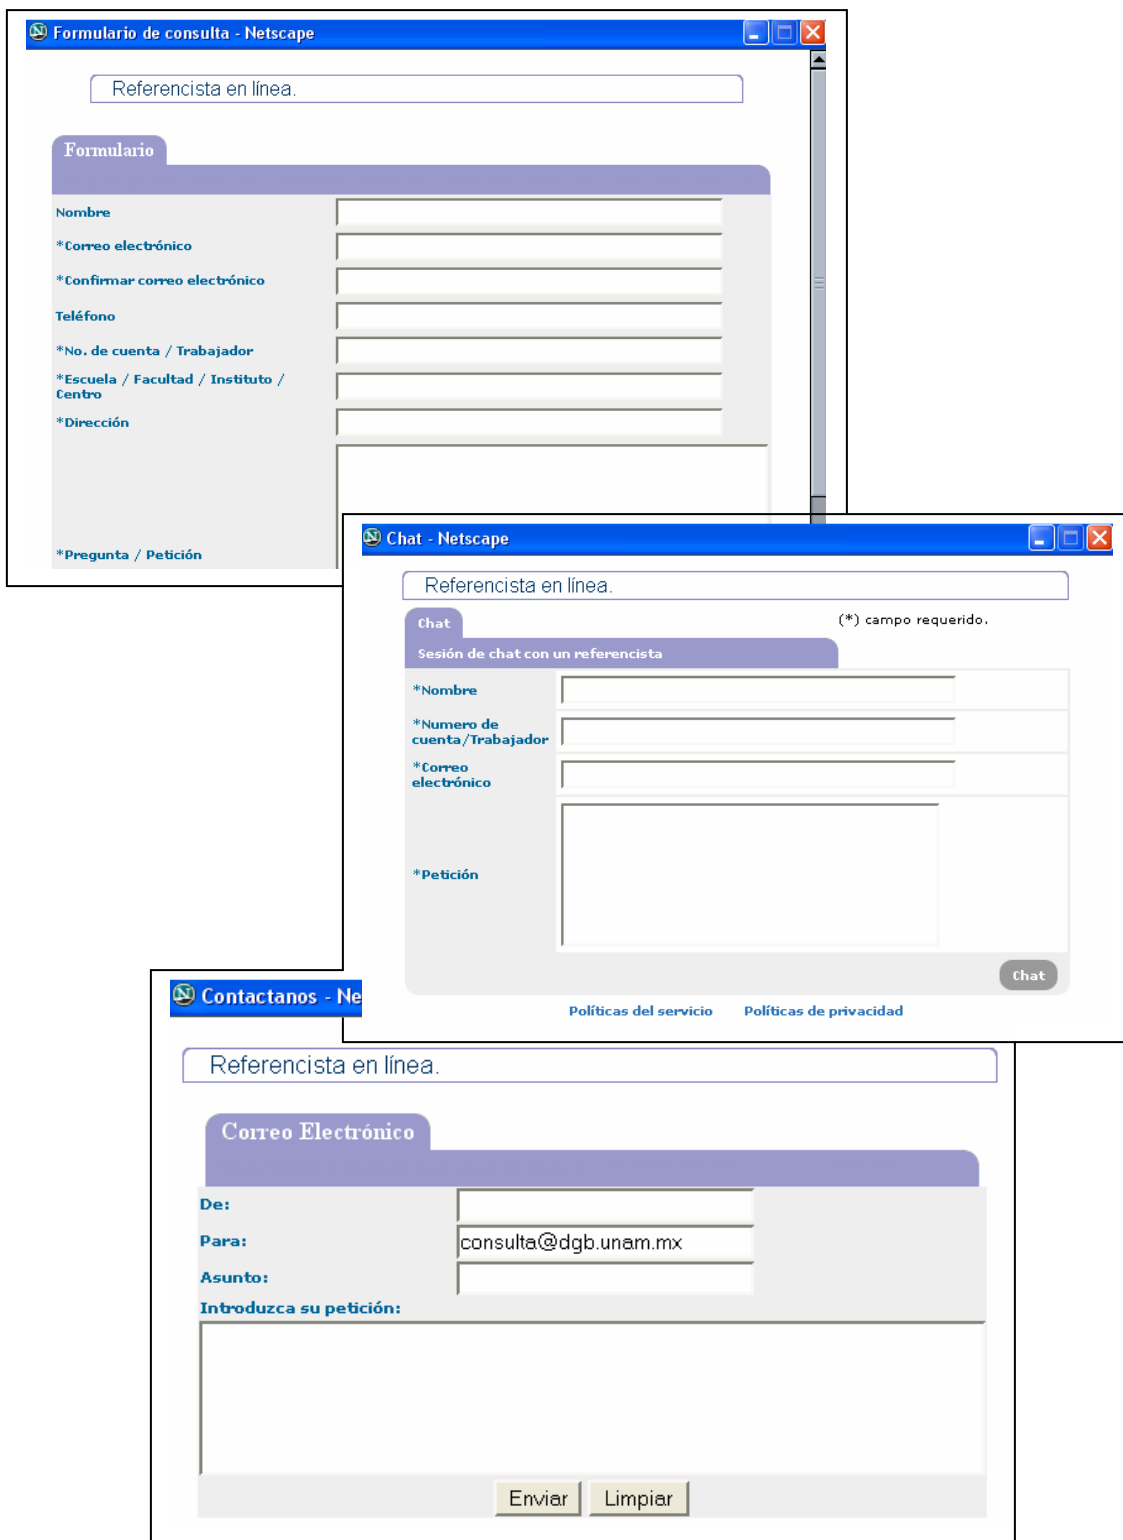 Formulario de consulta - Netscape
Referencista en línea.
Formulario
Nombre
*Correo electrónico
*Confirmar correo electrónico
Teléfono
*No. de cuenta / Trabajador
*Escuela / Facultad / Instituto /
Centro
*Dirección
*Pregunta / Petición
Chat - Netscape
Referencista en línea.
Chat
(*) campo requerido.
Sesión de chat con un referencista
*Nombre
*Numero de
cuenta/Trabajador
*Correo
electrónico
*Petición
Chat
Políticas del servicio Políticas de privacidad
Contactanos - Ne
Referencista en línea.
Correo Electrónico
De:
Para: consulta@dgb.unam.mx
Asunto:
Introduzca su petición:
Enviar Limpiar